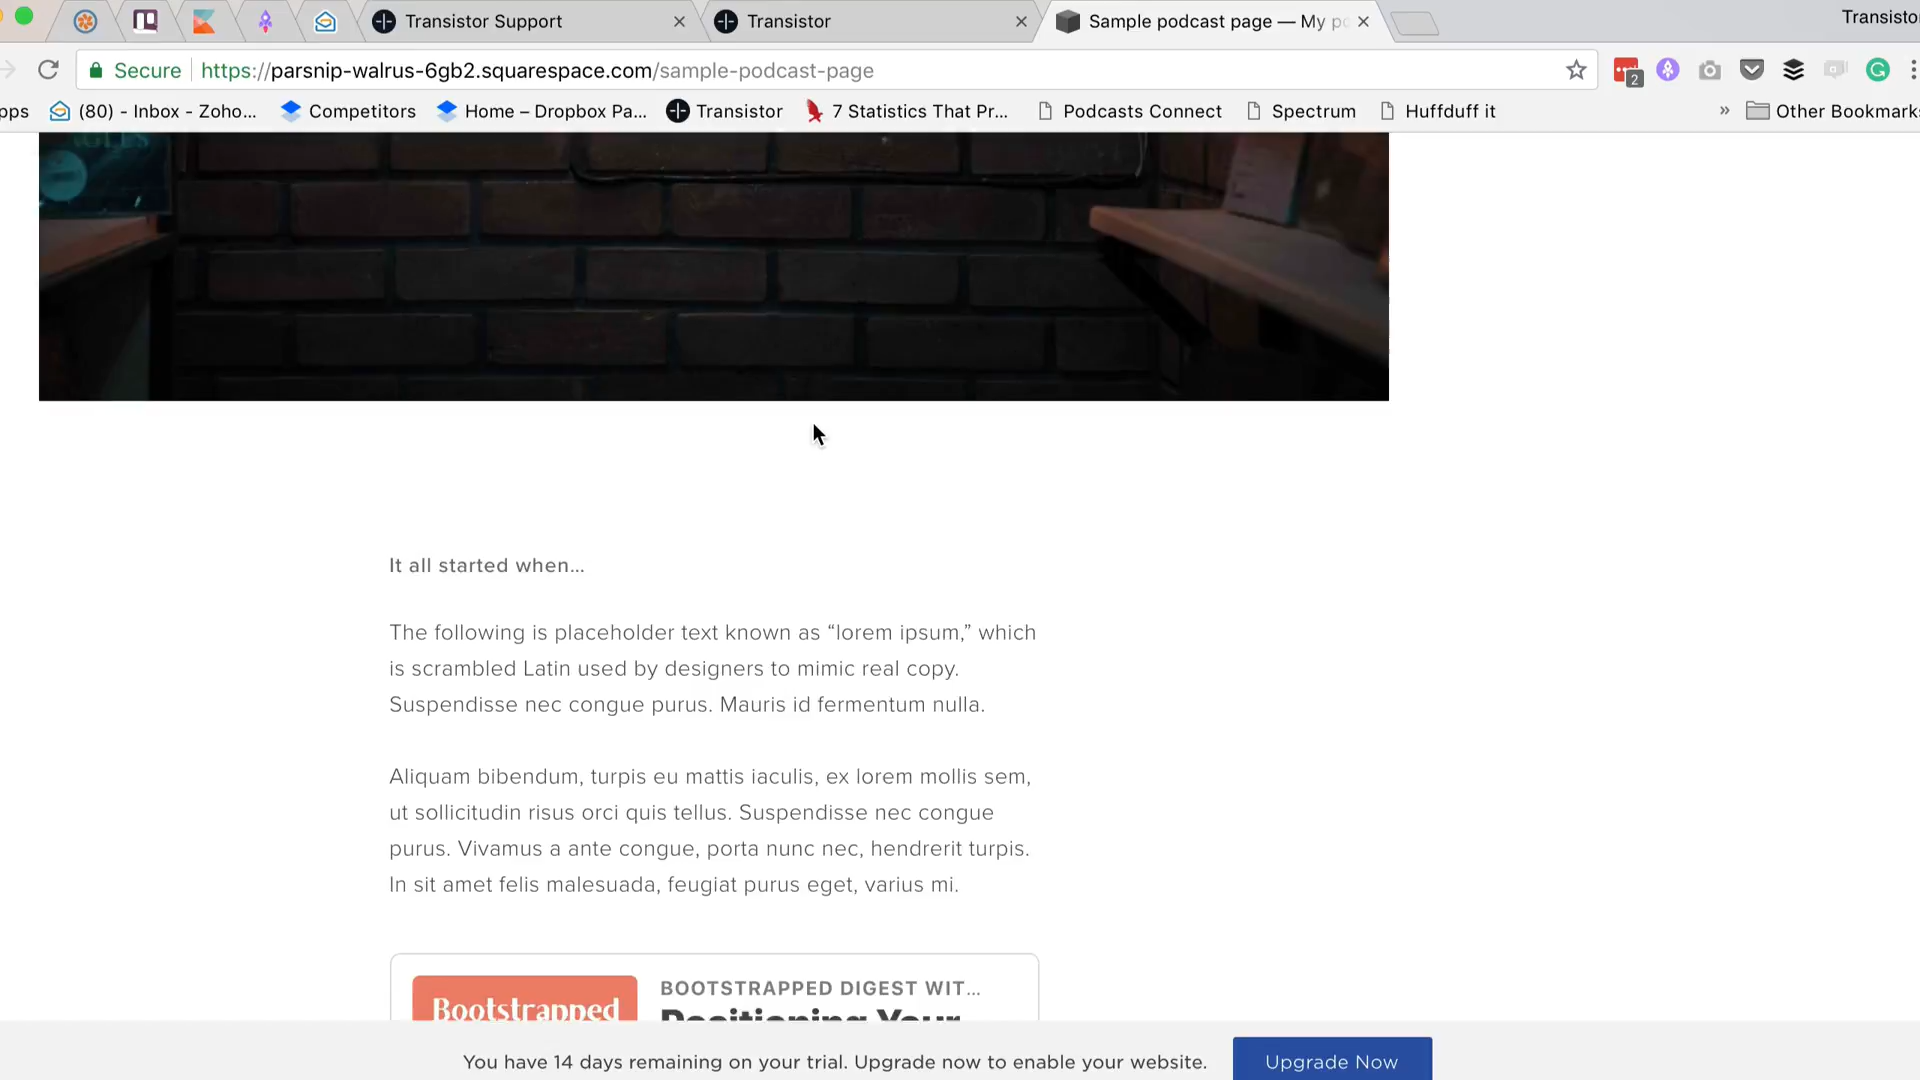 Transistor Support
Transistor
Sample podcast page — My po
Transisto
Secure
https://parsnip-walrus-6gb2.squarespace.com/sample-podcast-page
2
pps
(80) - Inbox - Zoho...
Competitors
Home – Dropbox Pa...
Transistor
7 Statistics That Pr...
Podcasts Connect
Spectrum
Huffduff it
»
Other Bookmarks
It all started when...
The following is placeholder text known as “lorem ipsum,” which
is scrambled Latin used by designers to mimic real copy.
Suspendisse nec congue purus. Mauris id fermentum nulla.
Aliquam bibendum, turpis eu mattis iaculis, ex lorem mollis sem,
ut sollicitudin risus orci quis tellus. Suspendisse nec congue
purus. Vivamus a ante congue, porta nunc nec, hendrerit turpis.
In sit amet felis malesuada, feugiat purus eget, varius mi.
Bootstrapped
BOOTSTRAPPED DIGEST WIT...
Positioning Your
You have 14 days remaining on your trial. Upgrade now to enable your website.
Upgrade Now